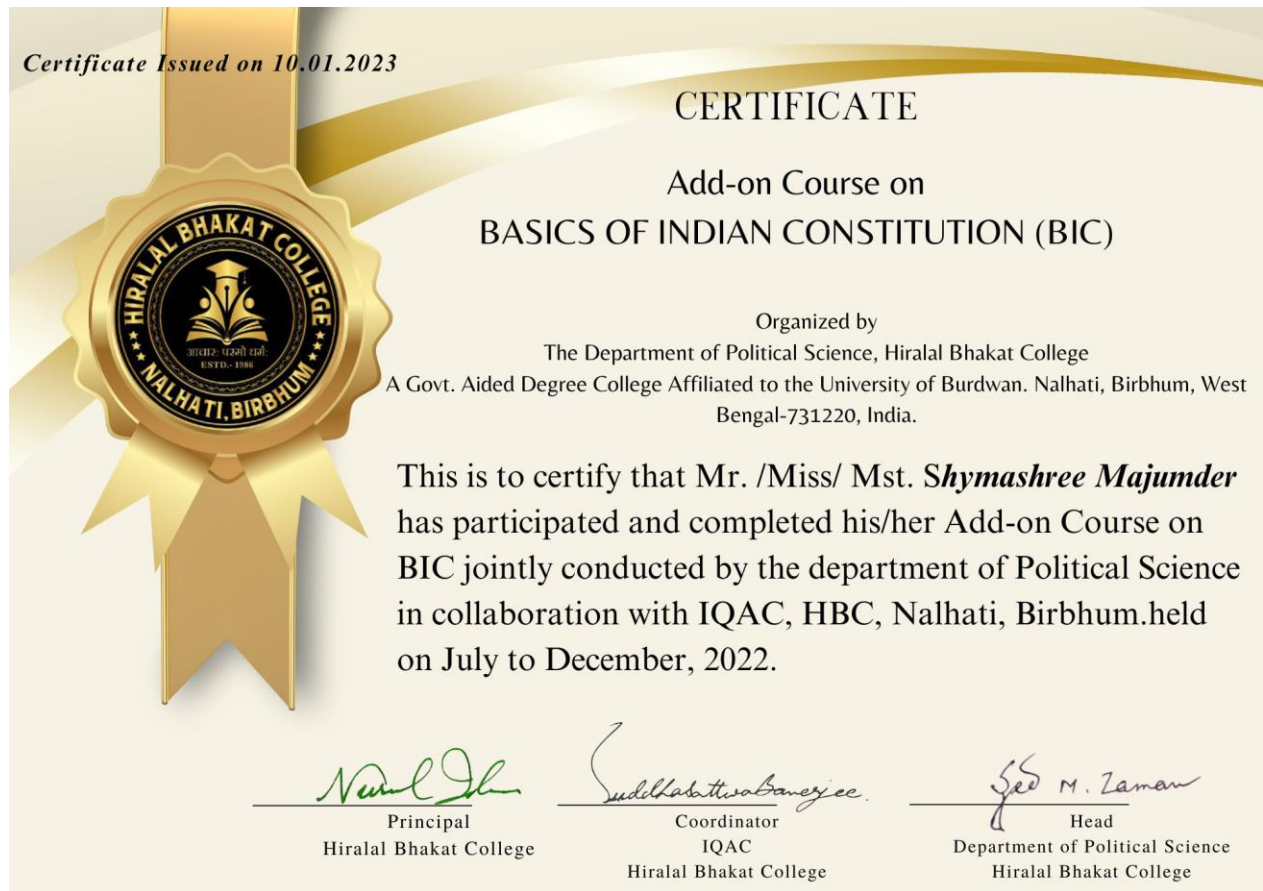 Certificate Issued on 10.01.2023
CERTIFICATE
Add-on Course on
BASICS OF INDIAN CONSTITUTION (BIC)
HIRALAL BHAKAT COLLEGE
आचारः परमो धर्मः
ESTD.- 1986
NALHATI, BIRBHUM
Organized by
The Department of Political Science, Hiralal Bhakat College
A Govt. Aided Degree College Affiliated to the University of Burdwan. Nalhati, Birbhum, West
Bengal-731220, India.
This is to certify that Mr. /Miss/ Mst. Shymashree Majumder
has participated and completed his/her Add-on Course on
BIC jointly conducted by the department of Political Science
in collaboration with IQAC, HBC, Nalhati, Birbhum.held
on July to December, 2022.
Suddhasattwa Banerjee.
M. Zaman
Principal
Hiralal Bhakat College
Coordinator
IQAC
Hiralal Bhakat College
Head
Department of Political Science
Hiralal Bhakat College